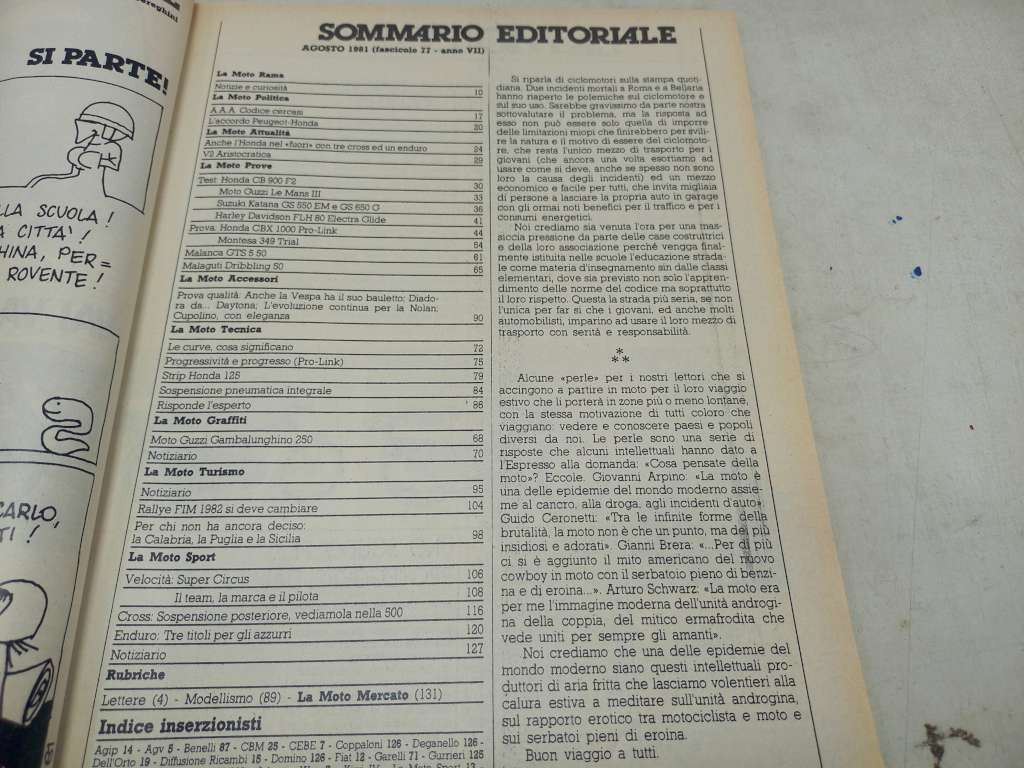 SI PARTE!
LLA SCUOLA !
A CITTA' !
HINA, PER=
ROVENTE !
CARLO,
TI !
SOMMARIO
AGOSTO 1981 (fascicolo 77 - anno VII)
La Moto Rama
Notizie e curiosità 10
La Moto Politica
A.A.A. Codice cercasi 17
L'accordo Peugeot-Honda 20
La Moto Attualità
Anche l'Honda nel «fuori» con tre cross ed un enduro 24
V2 Aristocratica 29
La Moto Prove
Test: Honda CB 900 F2 30
Moto Guzzi Le Mans III 33
Suzuki Katana GS 550 EM e GS 650 G 36
Harley Davidson FLH 80 Electra Glide 41
Prova: Honda CBX 1000 Pro-Link 44
Montesa 349 Trial 54
Malanca GTS 5 50 61
Malaguti Dribbling 50 65
La Moto Accessori
Prova qualità: Anche la Vespa ha il suo bauletto; Diado-
ra da... Daytona; L'evoluzione continua per la Nolan;
Cupolino, con eleganza 90
La Moto Tecnica
Le curve, cosa significano 72
Progressività e progresso (Pro-Link) 75
Strip Honda 125 79
Sospensione pneumatica integrale 84
Risponde l'esperto 86
La Moto Graffiti
Moto Guzzi Gambalunghino 250 68
Notiziario 70
La Moto Turismo
Notiziario 95
Rallye FIM 1982 si deve cambiare 104
Per chi non ha ancora deciso:
la Calabria, la Puglia e la Sicilia 98
La Moto Sport
Velocità: Super Circus 106
Il team, la marca e il pilota 108
Cross: Sospensione posteriore, vediamola nella 500 116
Enduro: Tre titoli per gli azzurri 120
Notiziario 127
Rubriche
Lettere (4) - Modellismo (89) - La Moto Mercato (131)
Indice inserzionisti
Agip 14 - Agv 5 - Benelli 87 - CBM 25 - CEBE 7 - Coppaloni 126 - Deganello 126 -
Dell'Orto 19 - Diffusione Ricambi 15 - Domino 126 - Fiat 12 - Garelli 71 - Gurrieri 125
EDITORIALE
Si riparla di ciclomotori sulla stampa quoti-
diana. Due incidenti mortali a Roma e a Bellaria
hanno riaperto le polemiche sul ciclomotore e
sul suo uso. Sarebbe gravissimo da parte nostra
sottovalutare il problema, ma la risposta ad
esso non può essere solo quella di imporre
delle limitazioni miopi che finirebbero per svili-
re la natura e il motivo di essere del ciclomoto-
re, che resta l'unico mezzo di trasporto per i
giovani (che ancora una volta esortiamo ad
usare come si deve, anche se spesso non sono
loro la causa degli incidenti) ed un mezzo
economico e facile per tutti, che invita migliaia
di persone a lasciare la propria auto in garage
con gli ormai noti benefici per il traffico e per i
consumi energetici.
Noi crediamo sia venuta l'ora per una mas-
siccia pressione da parte delle case costruttrici
e della loro associazione perché vengga final-
mente istituita nelle scuole l'educazione strada-
le come materia d'insegnamento sin dalle classi
elementari, dove sia previsto non solo l'appren-
dimento delle norme del codice ma soprattutto
il loro rispetto. Questa la strada più seria, se non
l'unica per far sì che i giovani, ed anche molti
automobilisti, imparino ad usare il loro mezzo di
trasporto con serità e responsabilità.
*
* *
Alcune «perle» per i nostri lettori che si
accingono a partire in moto per il loro viaggio
estivo che li porterà in zone più o meno lontane,
con la stessa motivazione di tutti coloro che
viaggiano: vedere e conoscere paesi e popoli
diversi da noi. Le perle sono una serie di
risposte che alcuni intellettuali hanno dato a
l'Espresso alla domanda: «Cosa pensate della
moto»? Eccole. Giovanni Arpino: «La moto è
una delle epidemie del mondo moderno assie-
me al cancro, alla droga, agli incidenti d'auto».
Guido Ceronetti: «Tra le infinite forme della
brutalità, la moto non è che un punto, ma dei più
insidiosi e adorati». Gianni Brera: «...Per di più
ci si è aggiunto il mito americano del nuovo
cowboy in moto con il serbatoio pieno di benzi-
na e di eroina...». Arturo Schwarz: «La moto era
per me l'immagine moderna dell'unità androgi-
na della coppia, del mitico ermafrodita che
vede uniti per sempre gli amanti».
Noi crediamo che una delle epidemie del
mondo moderno siano questi intellettuali pro-
duttori di aria fritta che lasciamo volentieri alla
calura estiva a meditare sull'unità androgina,
sul rapporto erotico tra motociclista e moto e
sui serbatoi pieni di eroina.
Buon viaggio a tutti.